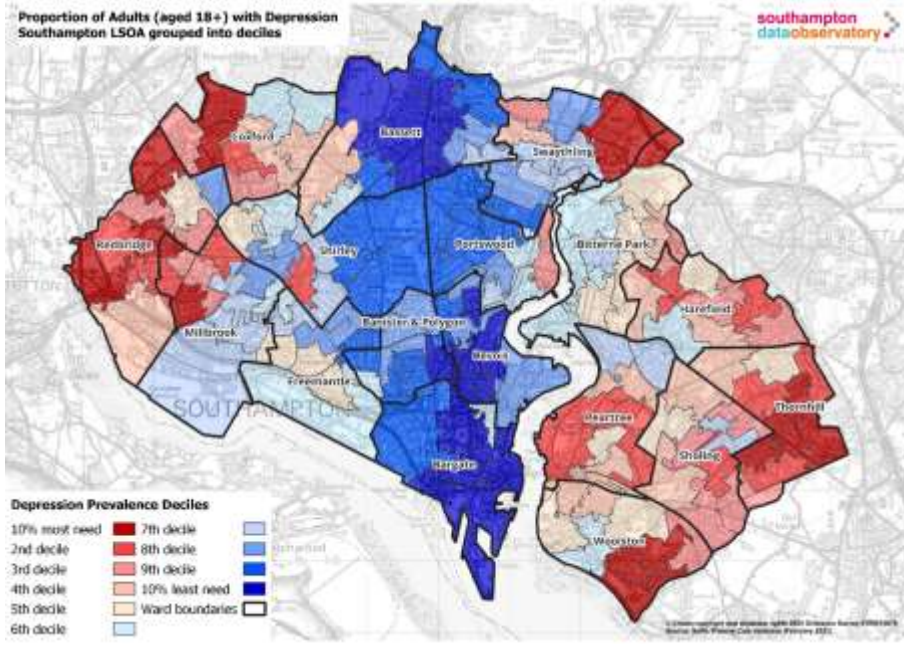 Proportion of Adults (aged 18+) with Depression
Southampton LSOA grouped into deciles
southampton
dataobservatory
Coxford
Bassett
Swaythling
Redbridge
Shirley
Portswood
Bitterne Park
Millbrook
Banister & Polygon
Harefield
Bevois
Freemantle
SOUTHAMPTON
Peartree
Thornhill
Sholing
Bargate
Woolston
Depression Prevalence Deciles
10% most need
7th decile
2nd decile
8th decile
3rd decile
9th decile
4th decile
10% least need
5th decile
Ward boundaries
6th decile